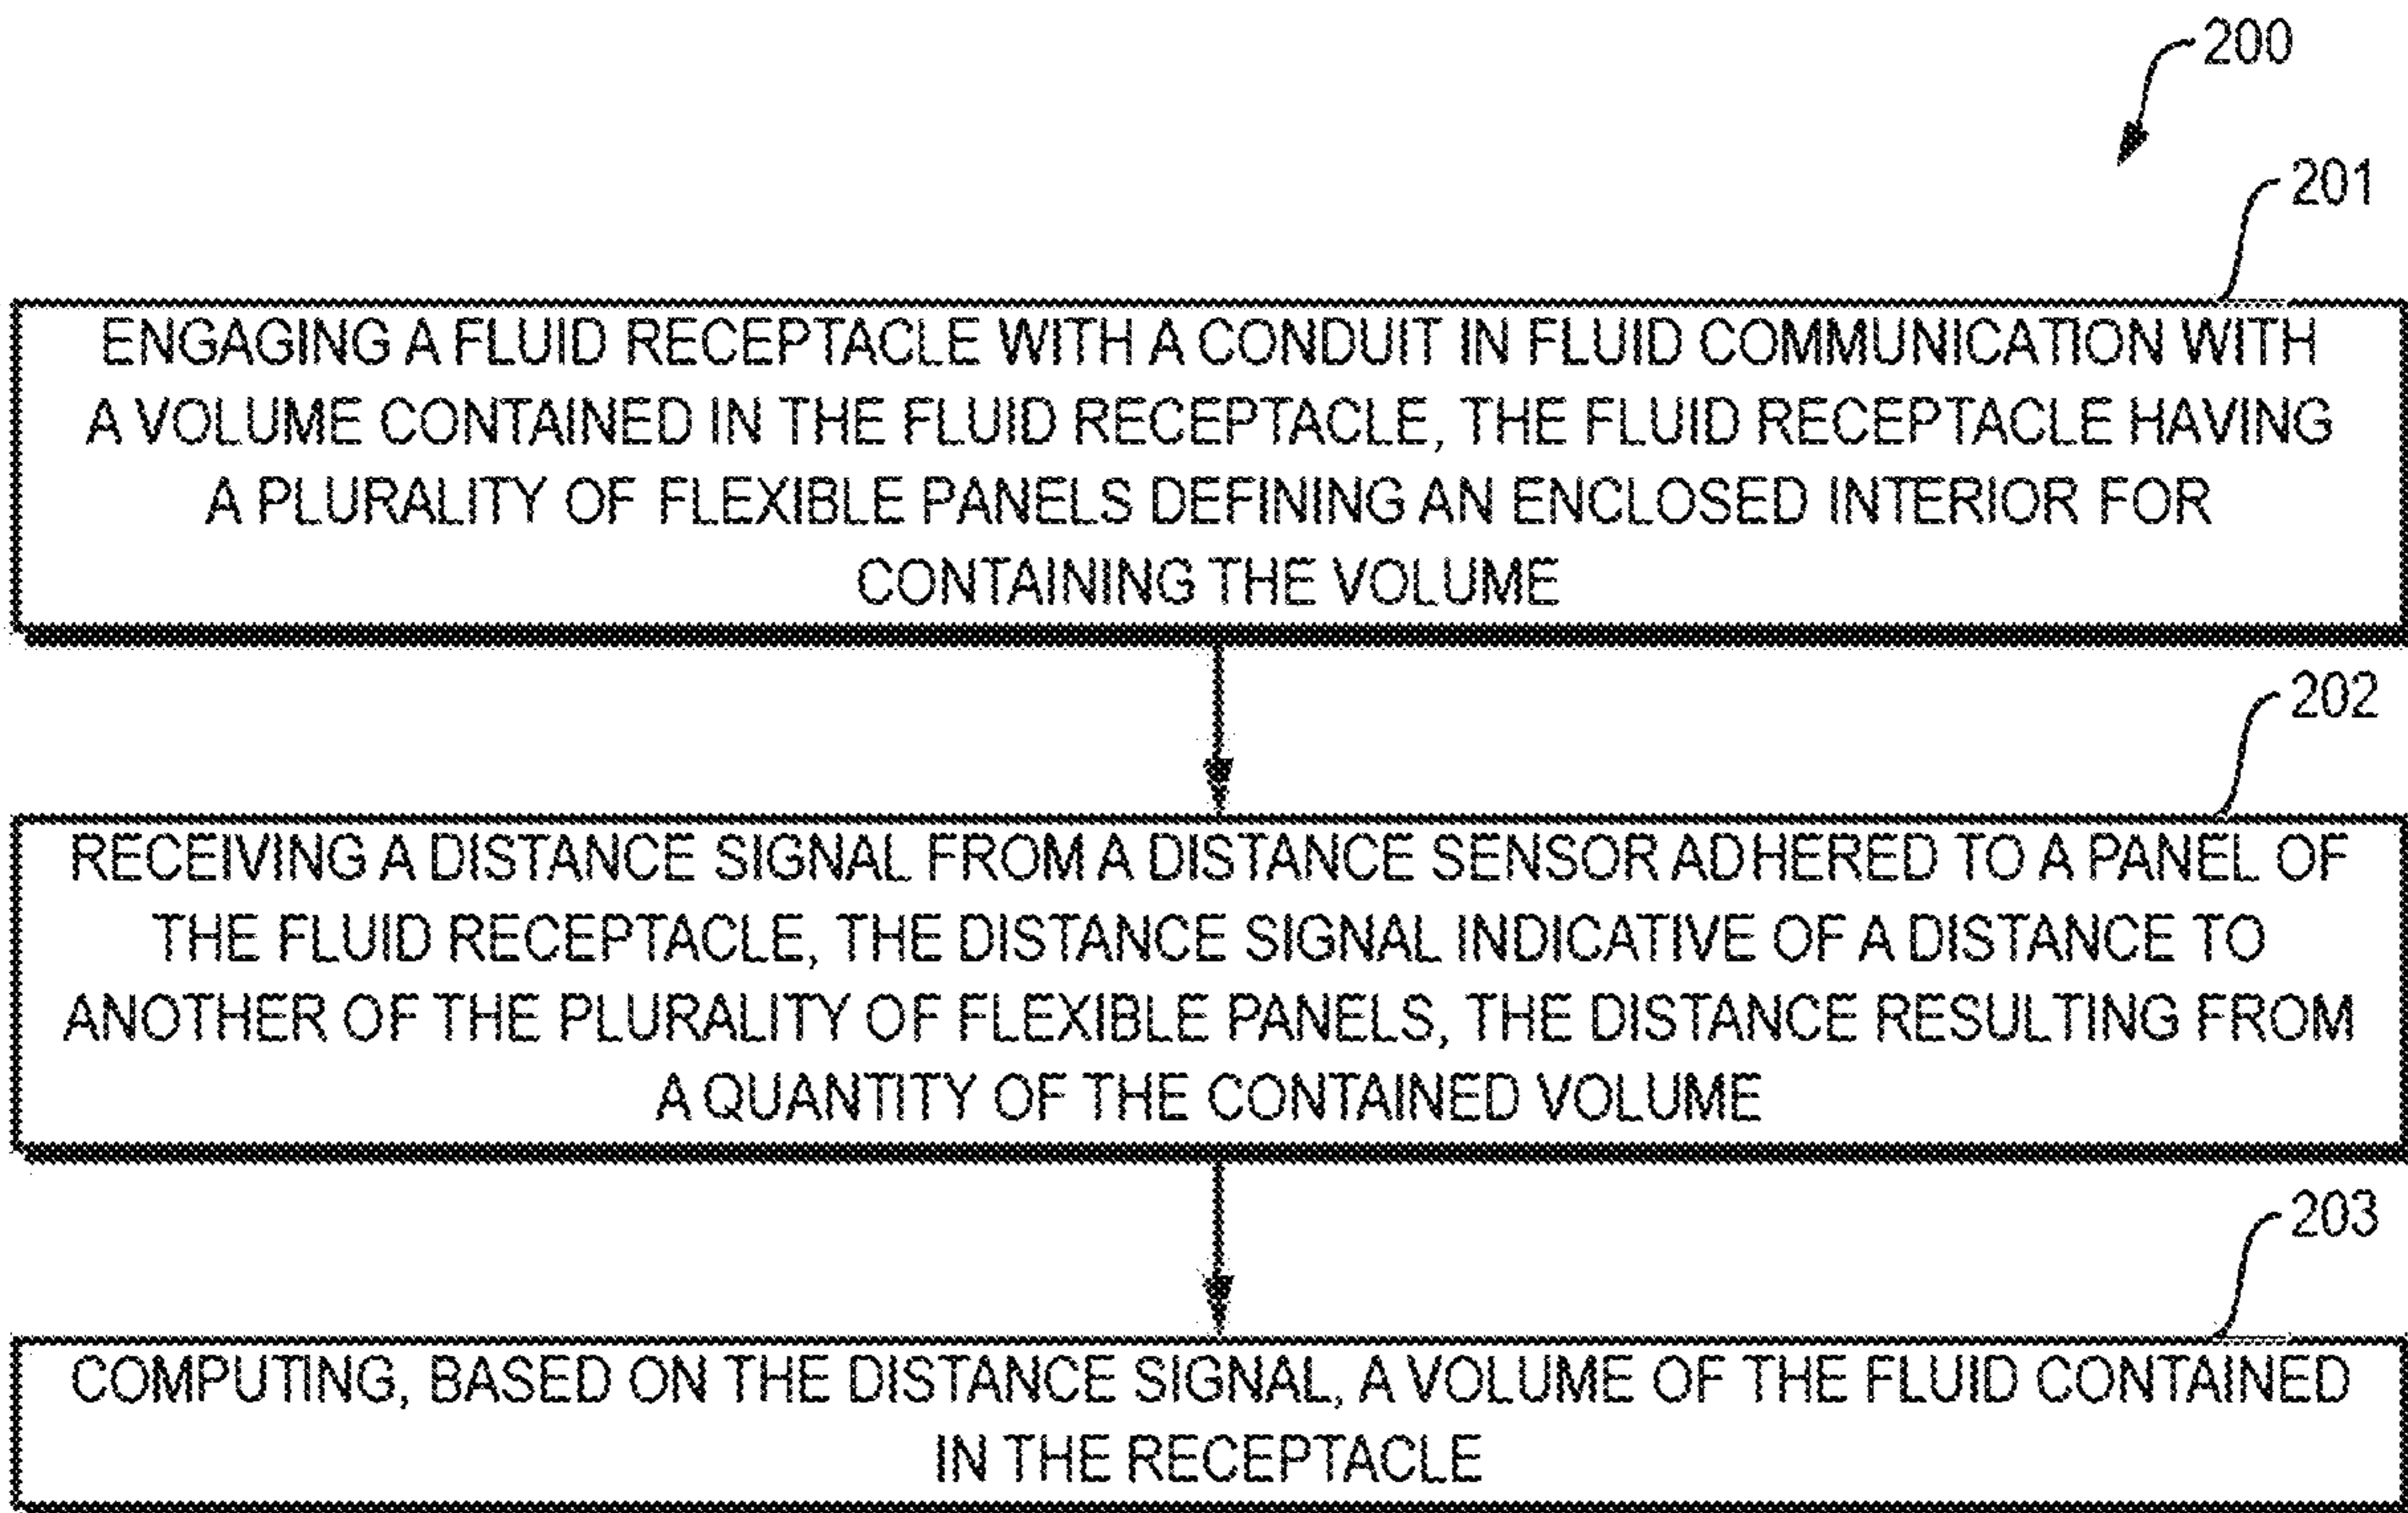 200
201
ENGAGING A FLUID RECEPTACLE WITH A CONDUIT IN FLUID COMMUNICATION WITH
A VOLUME CONTAINED IN THE FLUID RECEPTACLE, THE FLUID RECEPTACLE HAVING
A PLURALITY OF FLEXIBLE PANELS DEFINING AN ENCLOSED INTERIOR FOR
CONTAINING THE VOLUME
202
RECEIVING A DISTANCE SIGNAL FROM A DISTANCE SENSOR ADHERED TO A PANEL OF
THE FLUID RECEPTACLE, THE DISTANCE SIGNAL INDICATIVE OF A DISTANCE TO
ANOTHER OF THE PLURALITY OF FLEXIBLE PANELS, THE DISTANCE RESULTING FROM
A QUANTITY OF THE CONTAINED VOLUME
203
COMPUTING, BASED ON THE DISTANCE SIGNAL, A VOLUME OF THE FLUID CONTAINED
IN THE RECEPTACLE